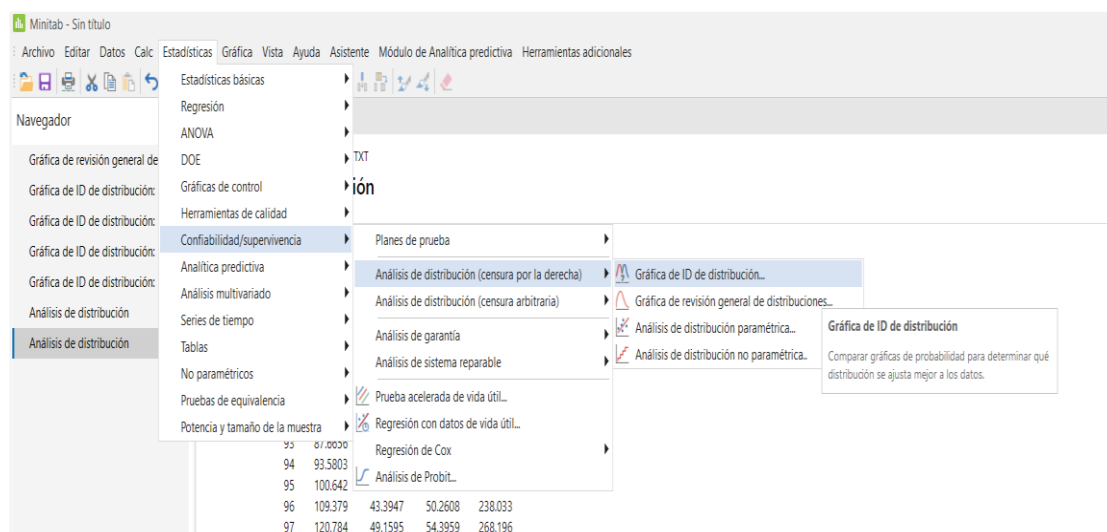 Minitab - Sin título
Archivo Editar Datos Calc Estadísticas Gráfica Vista Ayuda Asistente Módulo de Analítica predictiva Herramientas adicionales
Navegador
Gráfica de revisión general de
Gráfica de ID de distribución:
Gráfica de ID de distribución:
Gráfica de ID de distribución:
Gráfica de ID de distribución:
Análisis de distribución
Análisis de distribución
Estadísticas básicas
Regresión
ANOVA
DOE
Gráficas de control
Herramientas de calidad
Confiabilidad/supervivencia
Analítica predictiva
Análisis multivariado
Series de tiempo
Tablas
No paramétricos
Pruebas de equivalencia
Potencia y tamaño de la muestra
TXT
ión
Planes de prueba
Análisis de distribución (censura por la derecha)
Análisis de distribución (censura arbitraria)
Análisis de garantía
Análisis de sistema reparable
Prueba acelerada de vida útil...
Regresión con datos de vida útil...
Regresión de Cox
Análisis de Probit...
Gráfica de ID de distribución...
Gráfica de revisión general de distribuciones...
Análisis de distribución paramétrica...
Análisis de distribución no paramétrica...
Gráfica de ID de distribución
Comparar gráficas de probabilidad para determinar qué
distribución se ajusta mejor a los datos.
93 87.6656
94 93.5803
95 100.642
96 109.379 43.3947 50.2608 238.033
97 120.784 49.1595 54.3959 268.196